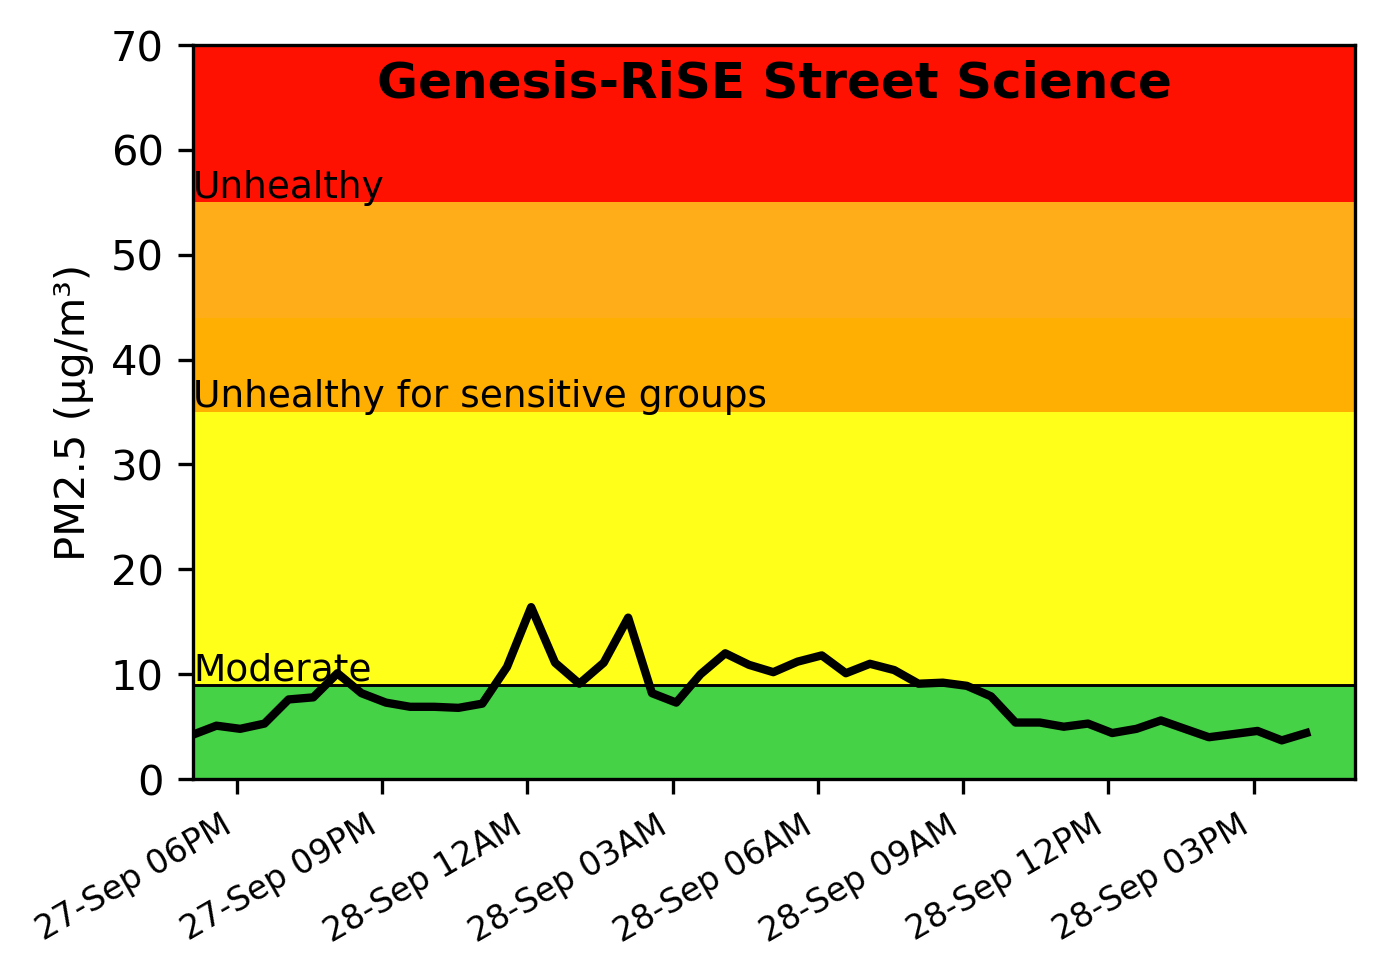 Genesis-RiSE Street Science
70
60
Unhealthy
50
40
Unhealthy for sensitive groups
30
20
Moderate
10
0
PM2.5 (µg/m³)
27-Sep 06PM
27-Sep 09PM
28-Sep 12AM
28-Sep 03AM
28-Sep 06AM
28-Sep 09AM
28-Sep 12PM
28-Sep 03PM